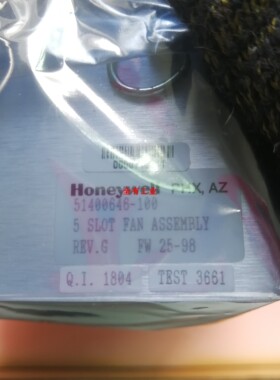 Honeywell PHX, AZ
51400646-100
5 SLOT FAN ASSEMBLY
REV.G FW 25-98
Q.I. 1804 TEST 3661